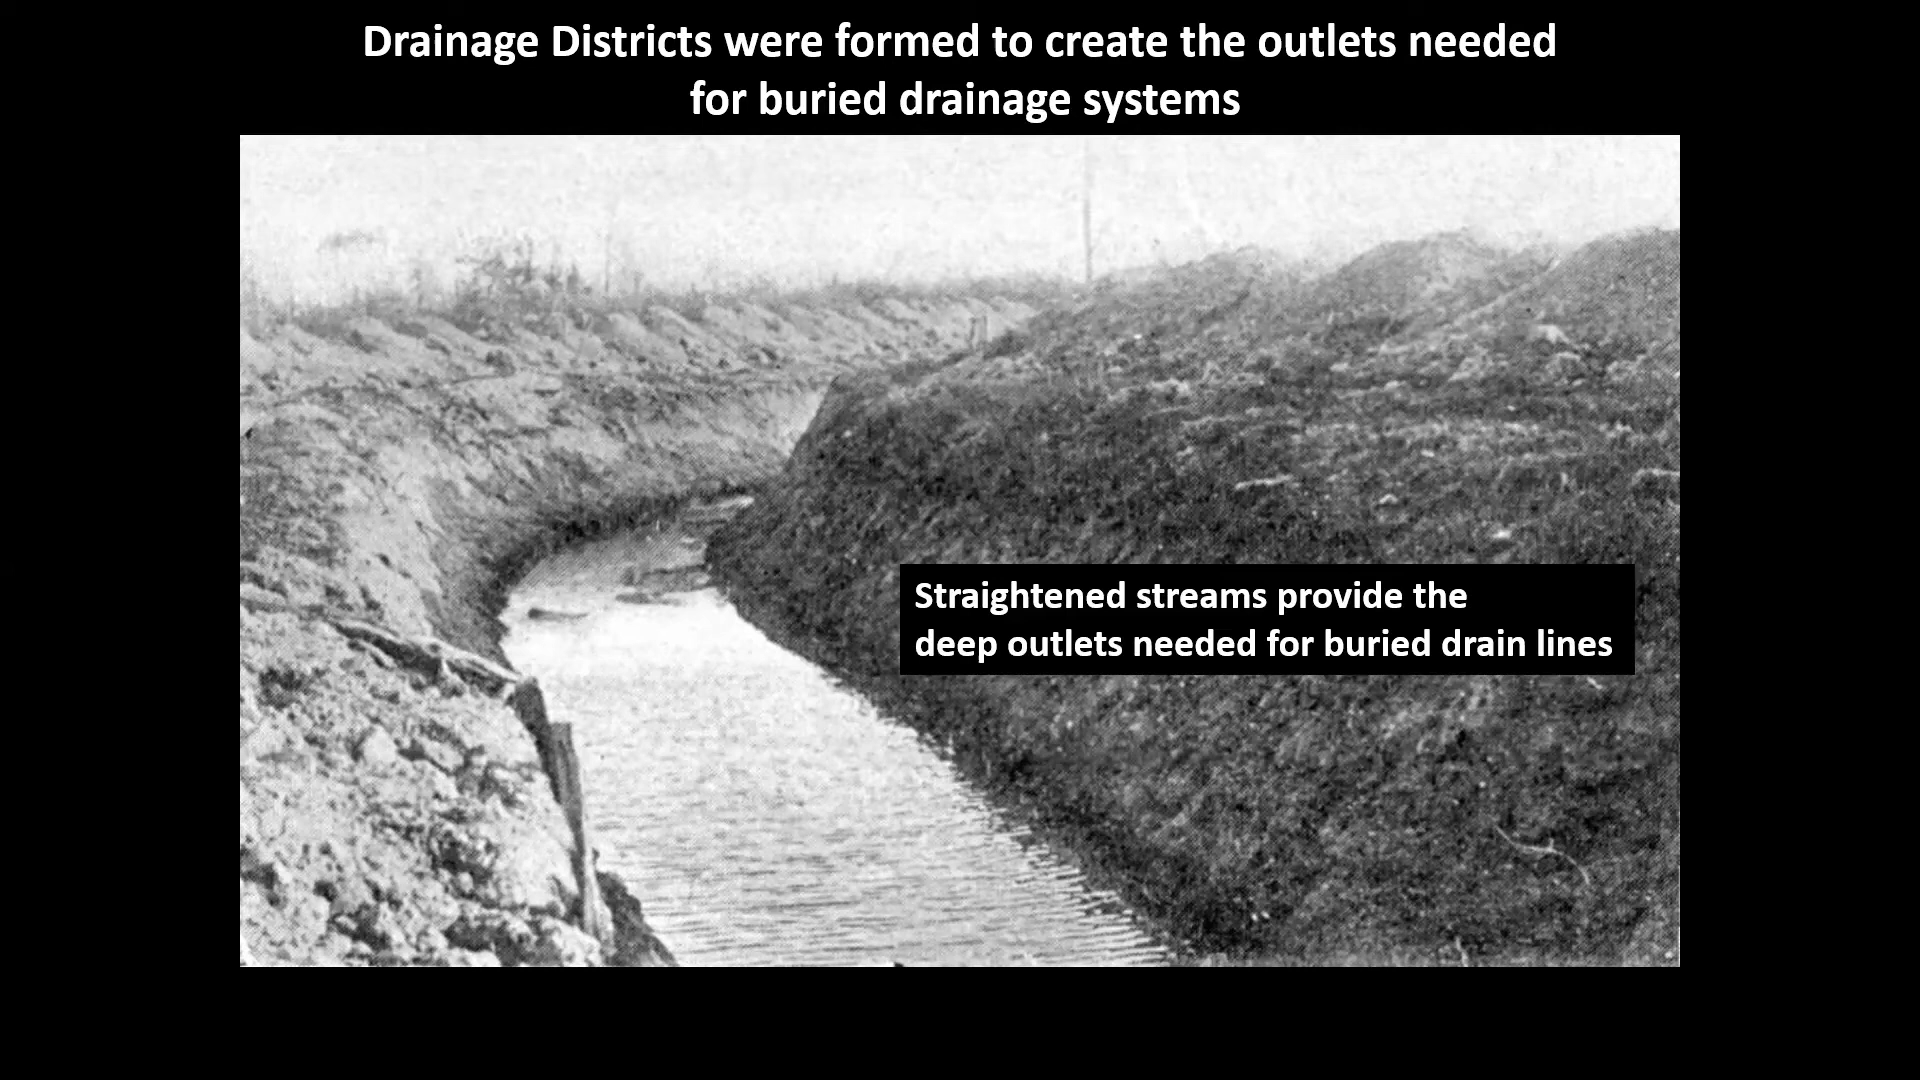 Drainage Districts were formed to create the outlets needed
for buried drainage systems
Straightened streams provide the
deep outlets needed for buried drain lines